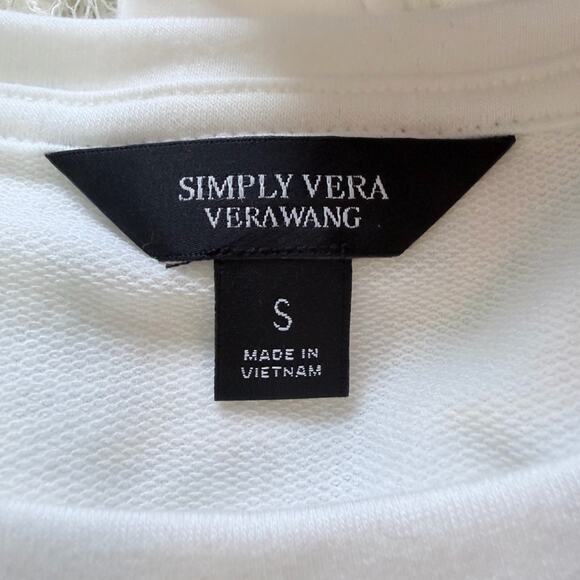 SIMPLY VERA
VERAWANG
S
MADE IN
VIETNAM